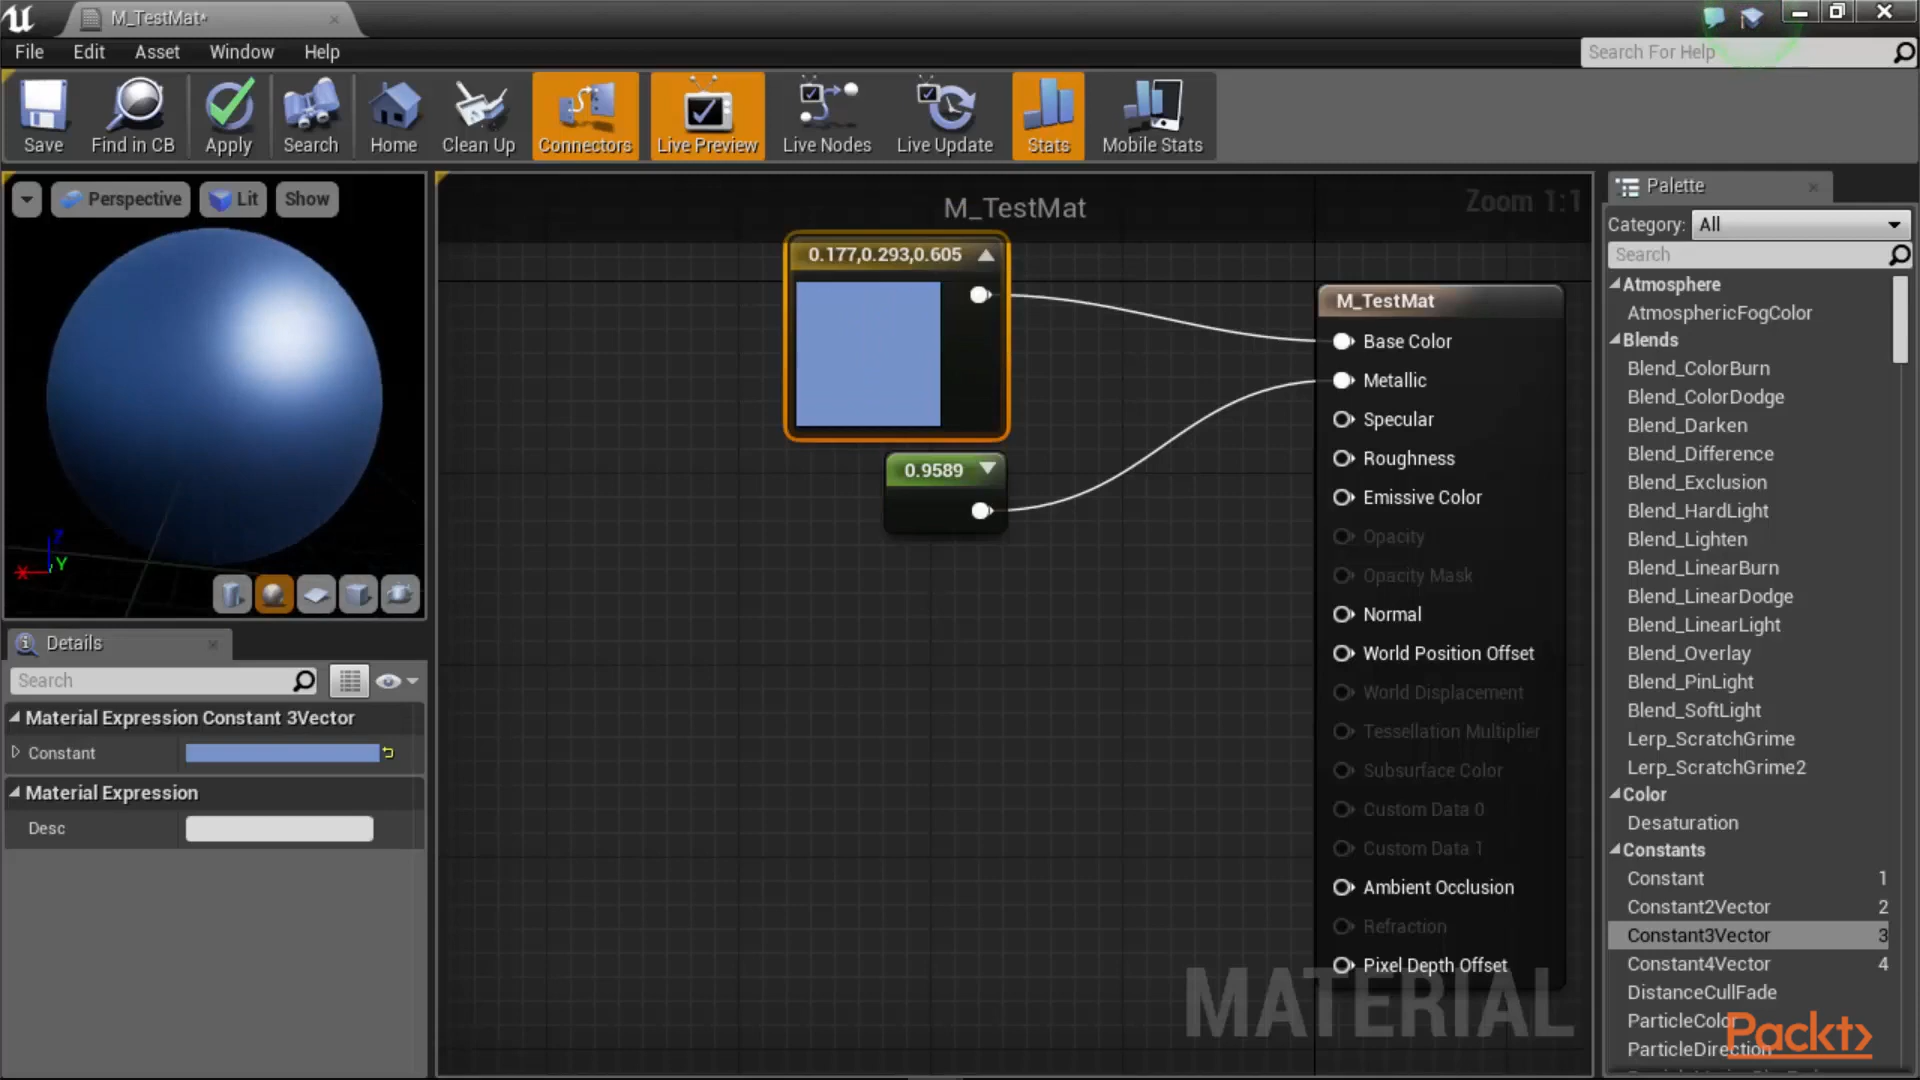 M_TestMat*
File Edit Asset Window Help
Search For Help
Save Find in CB Apply Search Home Clean Up Connectors Live Preview Live Nodes Live Update Stats Mobile Stats
Perspective Lit Show
Z
X
Y
Details
Search
Material Expression Constant 3Vector
Constant
Material Expression
Desc
M_TestMat
Zoom 1:1
0.177,0.293,0.605
0.9589
M_TestMat
Base Color
Metallic
Specular
Roughness
Emissive Color
Opacity
Opacity Mask
Normal
World Position Offset
World Displacement
Tessellation Multiplier
Subsurface Color
Custom Data 0
Custom Data 1
Ambient Occlusion
Refraction
Pixel Depth Offset
MATERIAL
Palette
Category: All
Search
Atmosphere
AtmosphericFogColor
Blends
Blend_ColorBurn
Blend_ColorDodge
Blend_Darken
Blend_Difference
Blend_Exclusion
Blend_HardLight
Blend_Lighten
Blend_LinearBurn
Blend_LinearDodge
Blend_LinearLight
Blend_Overlay
Blend_PinLight
Blend_SoftLight
Lerp_ScratchGrime
Lerp_ScratchGrime2
Color
Desaturation
Constants
Constant 1
Constant2Vector 2
Constant3Vector 3
Constant4Vector 4
DistanceCullFade
ParticleColor
ParticleDirection
Packt>